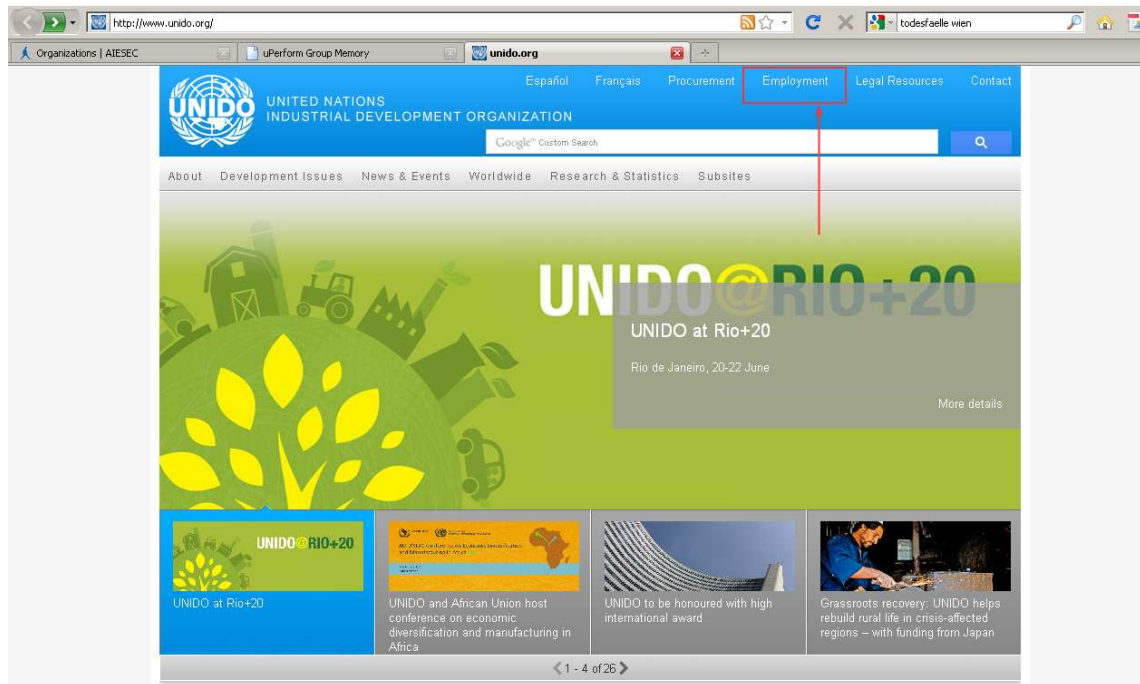 http://www.unido.org/
todesfaelle wien
Organizations | AIESEC
uPerform Group Memory
unido.org
Español Français Procurement Employment Legal Resources Contact
UNIDO
UNITED NATIONS
INDUSTRIAL DEVELOPMENT ORGANIZATION
Google™ Custom Search
About Development Issues News & Events Worldwide Research & Statistics Subsites
UNIDO@RIO+20
UNIDO at Rio+20
Rio de Janeiro, 20-22 June
More details
UNIDO@RIO+20
UNIDO at Rio+20
UNIDO and African Union host
conference on economic
diversification and manufacturing in
Africa
UNIDO to be honoured with high
international award
Grassroots recovery: UNIDO helps
rebuild rural life in crisis-affected
regions – with funding from Japan
1 - 4 of 26